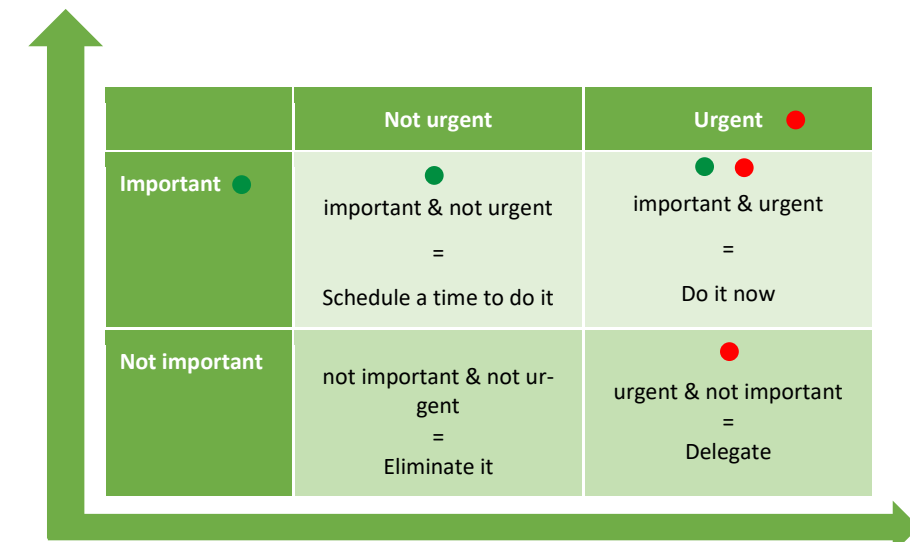 Not urgent
Urgent
Important
important & not urgent
=
Schedule a time to do it
important & urgent
=
Do it now
Not important
not important & not ur-
gent
=
Eliminate it
urgent & not important
=
Delegate